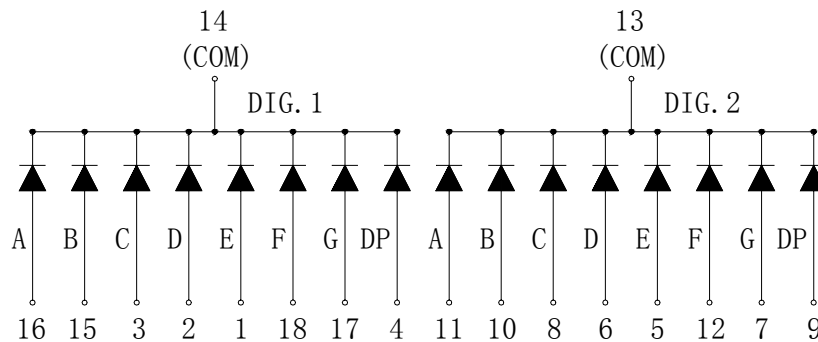 14 13
(COM) (COM)
DIG.1 DIG.2
A B C D E F G DP A B C D E F G DP
16 15 3 2 1 18 17 4 11 10 8 6 5 12 7 9